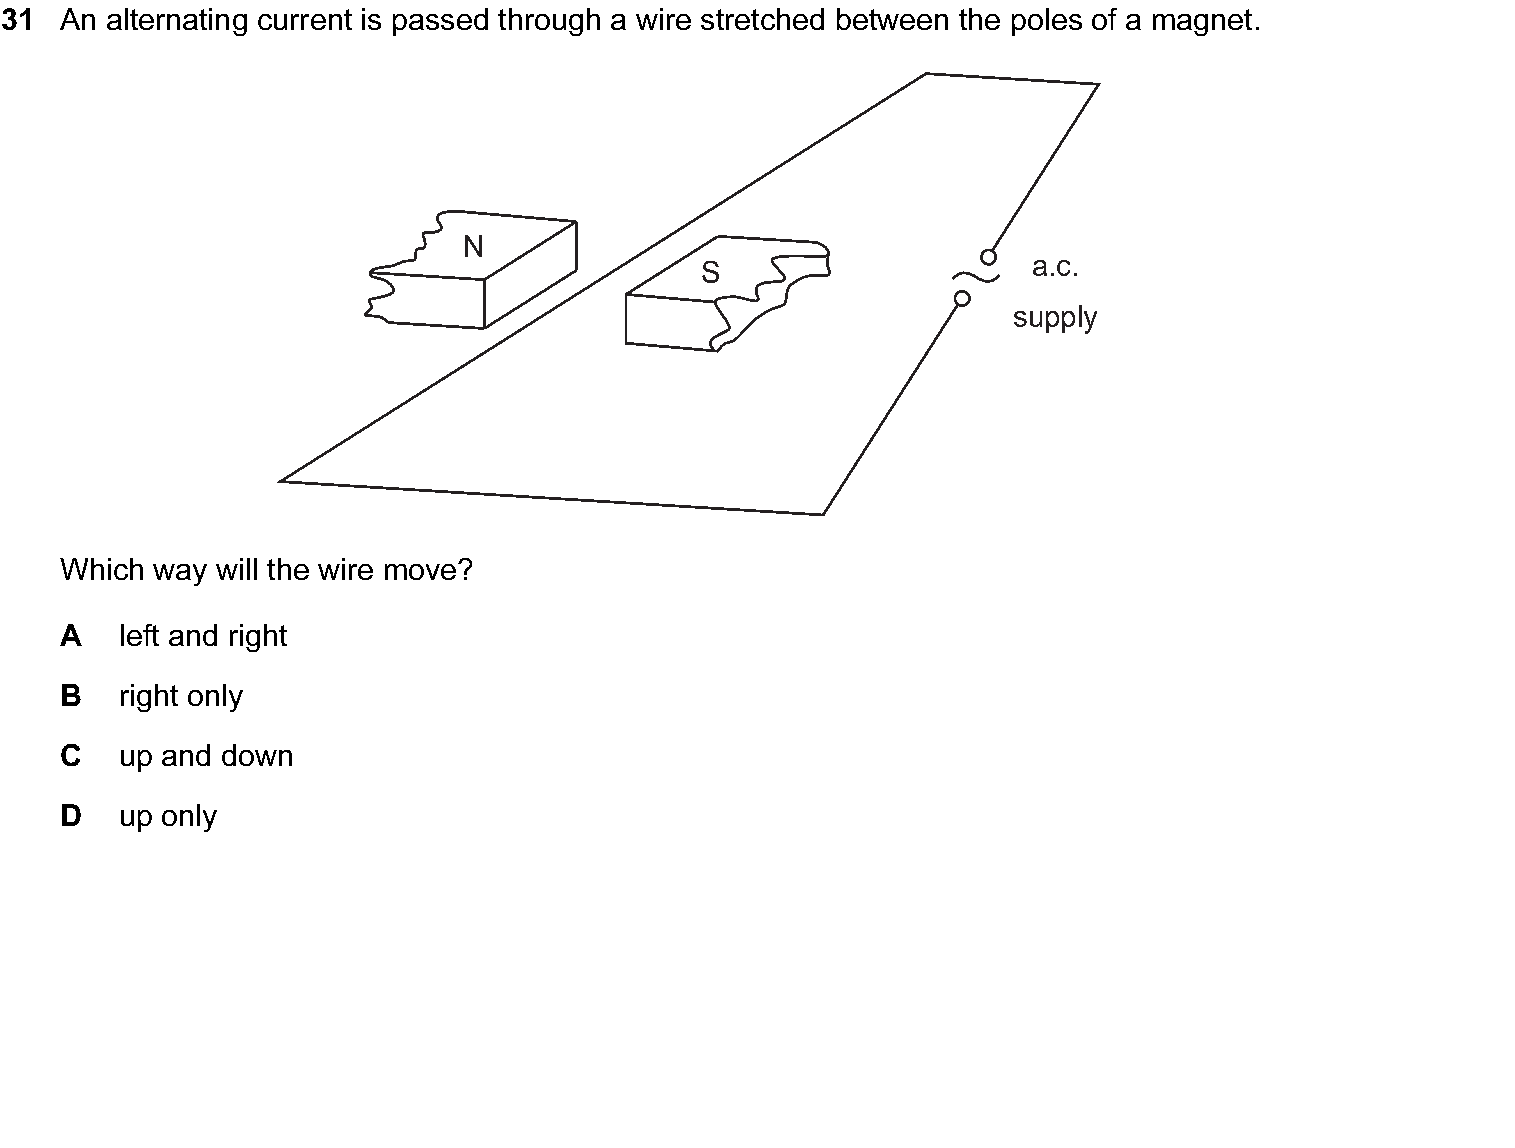 31 An alternating current is passed through a wire stretched between the poles of a magnet.
N
S
a.c.
supply
Which way will the wire move?
A left and right
B right only
C up and down
D up only